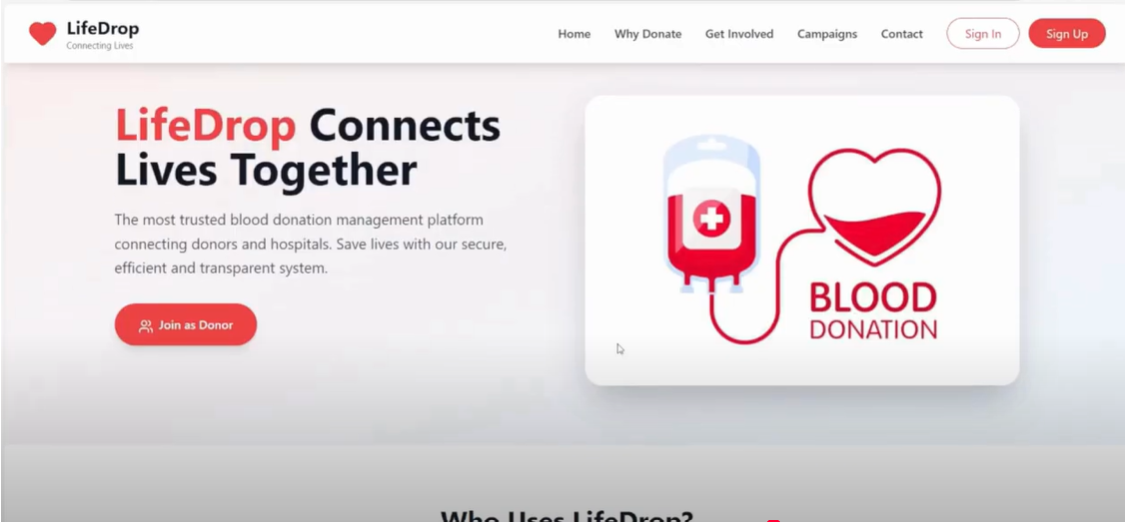 LifeDrop
Connecting Lives
Home
Why Donate
Get Involved
Campaigns
Contact
Sign In
Sign Up
LifeDrop Connects
Lives Together
The most trusted blood donation management platform
connecting donors and hospitals. Save lives with our secure,
efficient and transparent system.
Join as Donor
BLOOD
DONATION
Who Uses LifeDrop?